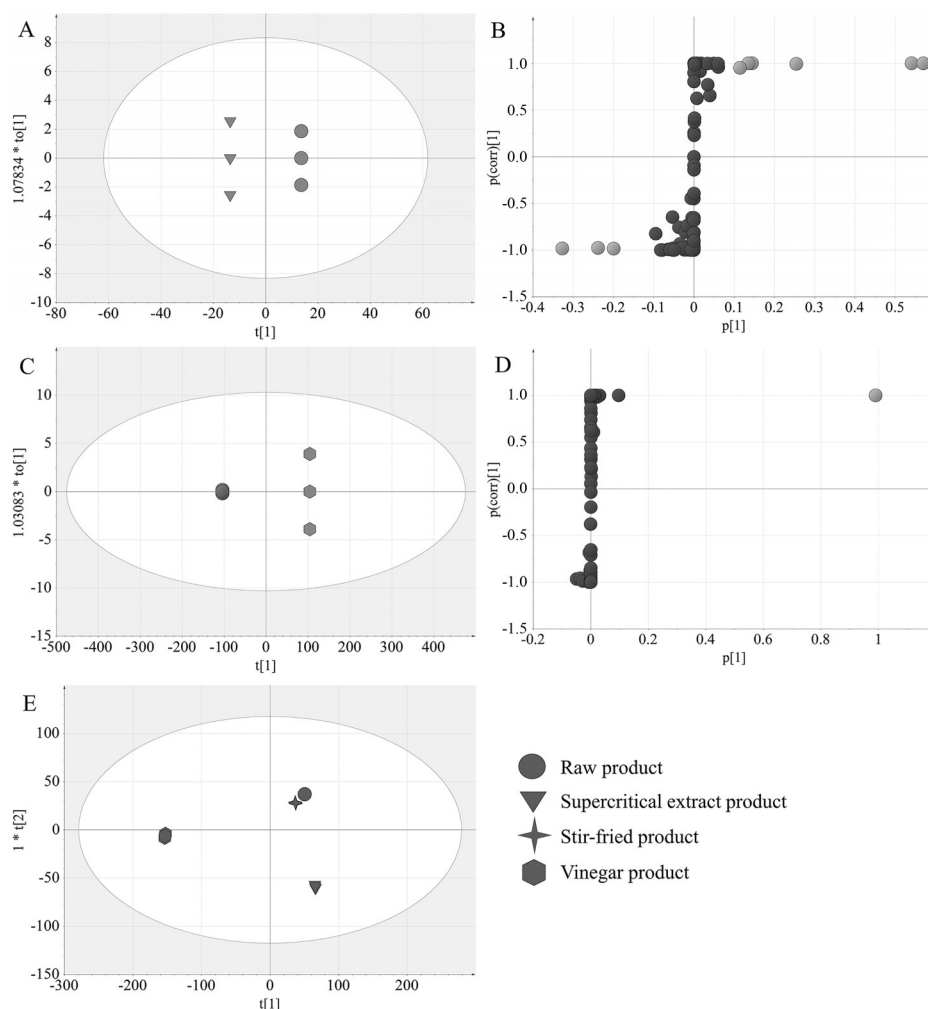 A
8
6
4
2
0
-2
-4
-6
-8
-10
-80 -60 -40 -20 0 20 40 60
1.07834 * to[1]
t[1]
B
1.0
0.5
0.0
-0.5
-1.0
-1.5
-0.4 -0.3 -0.2 -0.1 0 0.1 0.2 0.3 0.4 0.5
p(corr)[1]
p[1]
C
10
5
0
-5
-10
-15
-500 -400 -300 -200 -100 0 100 200 300 400
1.03083 * to[1]
t[1]
D
1.0
0.5
0.0
-0.5
-1.0
-1.5
-0.2 0 0.2 0.4 0.6 0.8 1
p(corr)[1]
p[1]
E
100
50
0
-50
-100
-150
-300 -200 -100 0 100 200
1 * t[2]
t[1]
Raw product
Supercritical extract product
Stir-fried product
Vinegar product